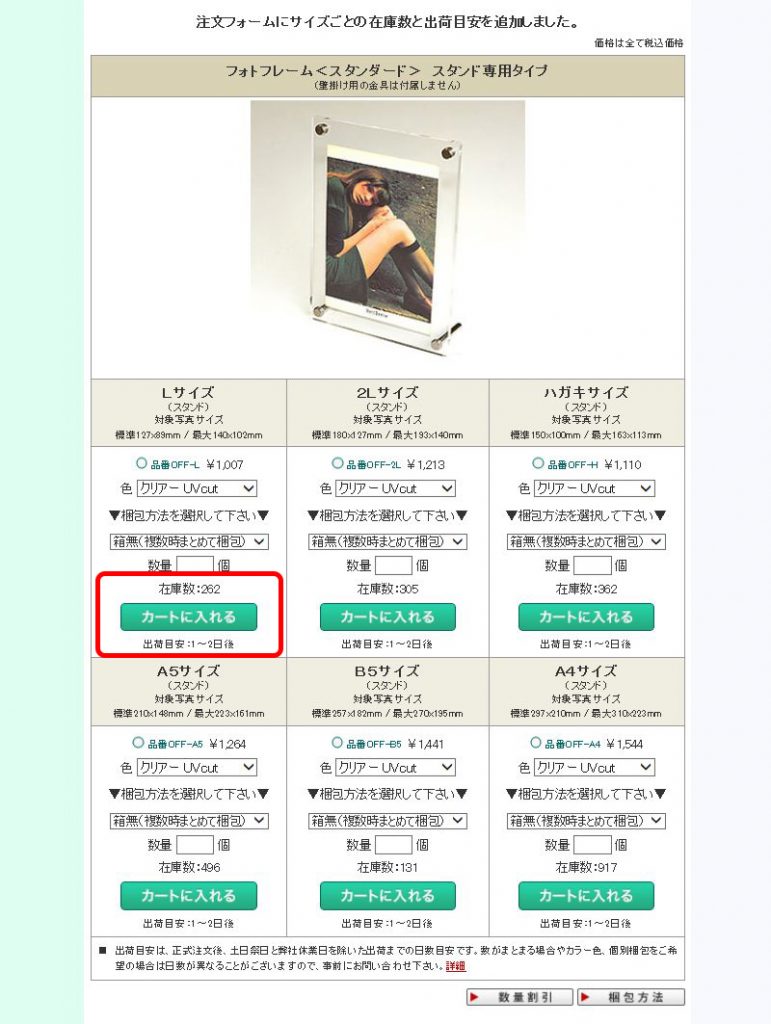 注文フォームにサイズごとの在庫数と出荷目安を追加しました。
価格は全て税込価格
フォトフレーム＜スタンダード＞ スタンド専用タイプ
（壁掛け用の金具は付属しません）
Lサイズ
（スタンド）
対象写真サイズ
標準127x89mm / 最大140x102mm
2Lサイズ
（スタンド）
対象写真サイズ
標準180x127mm / 最大193x140mm
ハガキサイズ
（スタンド）
対象写真サイズ
標準150x100mm / 最大163x113mm
品番OFF-L ￥1,007
色 クリアー UVcut
▼梱包方法を選択して下さい▼
箱無(複数時まとめて梱包)
数量 個
在庫数:262
カートに入れる
出荷目安:1～2日後
品番OFF-2L ￥1,213
色 クリアー UVcut
▼梱包方法を選択して下さい▼
箱無(複数時まとめて梱包)
数量 個
在庫数:305
カートに入れる
出荷目安:1～2日後
品番OFF-H ￥1,110
色 クリアー UVcut
▼梱包方法を選択して下さい▼
箱無(複数時まとめて梱包)
数量 個
在庫数:362
カートに入れる
出荷目安:1～2日後
A5サイズ
（スタンド）
対象写真サイズ
標準210x148mm / 最大223x161mm
B5サイズ
（スタンド）
対象写真サイズ
標準257x182mm / 最大270x195mm
A4サイズ
（スタンド）
対象写真サイズ
標準297x210mm / 最大310x223mm
品番OFF-A5 ￥1,264
色 クリアー UVcut
▼梱包方法を選択して下さい▼
箱無(複数時まとめて梱包)
数量 個
在庫数:496
カートに入れる
出荷目安:1～2日後
品番OFF-B5 ￥1,441
色 クリアー UVcut
▼梱包方法を選択して下さい▼
箱無(複数時まとめて梱包)
数量 個
在庫数:131
カートに入れる
出荷目安:1～2日後
品番OFF-A4 ￥1,544
色 クリアー UVcut
▼梱包方法を選択して下さい▼
箱無(複数時まとめて梱包)
数量 個
在庫数:917
カートに入れる
出荷目安:1～2日後
■ 出荷目安は、正式注文後、土日祭日と弊社休業日を除いた出荷までの日数目安です。数がまとまる場合やカラー色、個別梱包をご希
望の場合は日数が異なることがございますので、事前にお問い合わせ下さい。詳細
数量割引
梱包方法